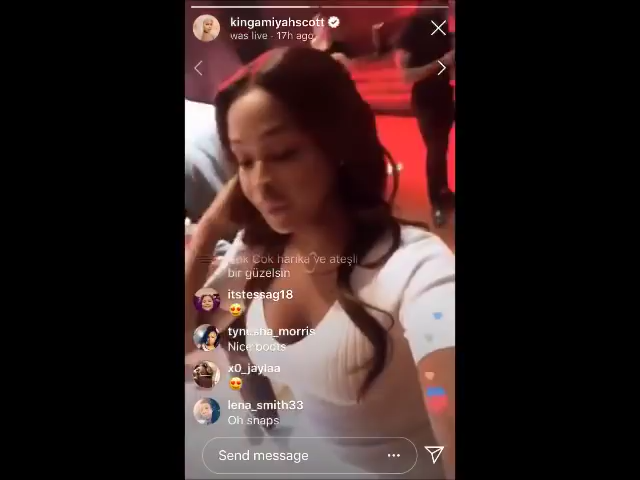 kingamiyahscott
was live · 17h ago
Çok Çok harika ve ateşli
bir güzelsin
itstessag18
😍
tynesha_morris
Nice boots
x0_jaylaa
😍
lena_smith33
Oh snaps
Send message